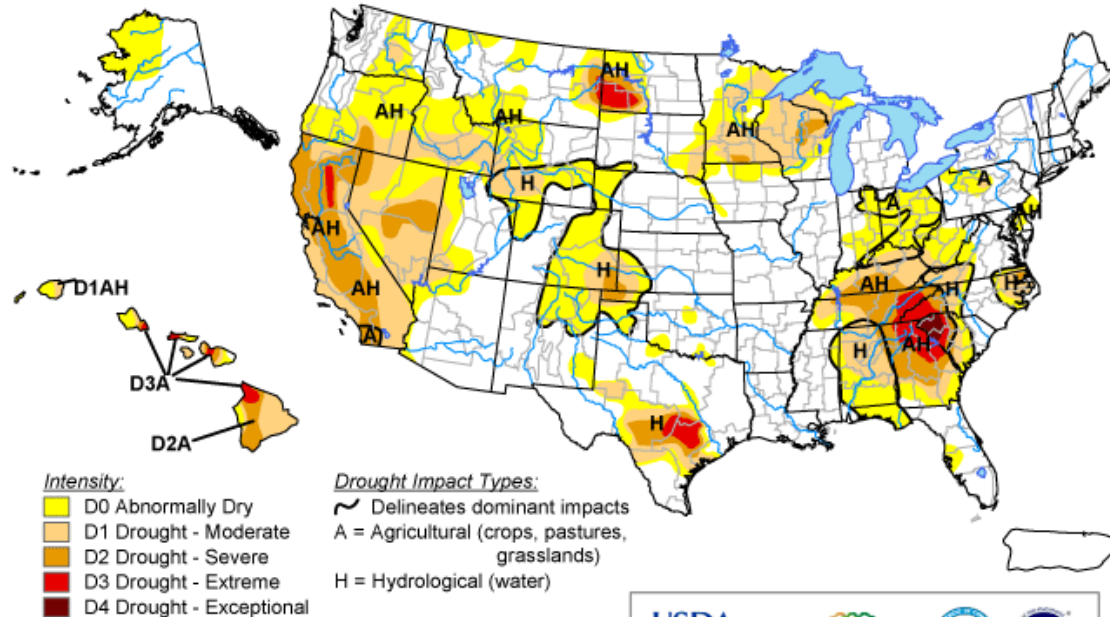 AH
AH
AH
AH
A
H
H
A
AH
AH
H
AH
H
AH
H
AH
AH
A
H
D1AH
D3A
D2A
Intensity:
D0 Abnormally Dry
D1 Drought - Moderate
D2 Drought - Severe
D3 Drought - Extreme
D4 Drought - Exceptional
Drought Impact Types:
Delineates dominant impacts
A = Agricultural (crops, pastures,
grasslands)
H = Hydrological (water)
USDA